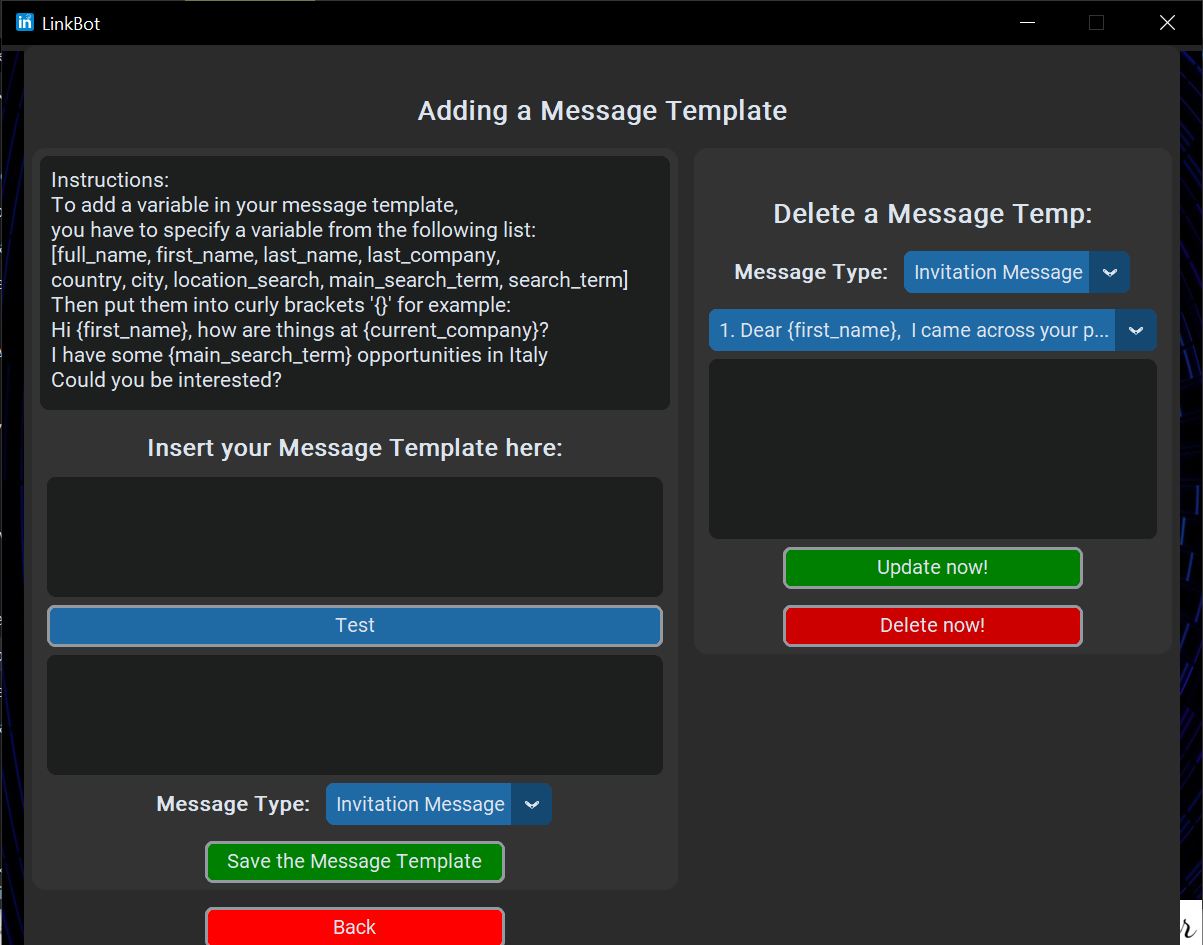 LinkBot
Adding a Message Template
Instructions:
To add a variable in your message template,
you have to specify a variable from the following list:
[full_name, first_name, last_name, last_company,
country, city, location_search, main_search_term, search_term]
Then put them into curly brackets '{}' for example:
Hi {first_name}, how are things at {current_company}?
I have some {main_search_term} opportunities in Italy
Could you be interested?
Insert your Message Template here:
Test
Message Type: Invitation Message
Save the Message Template
Back
Delete a Message Temp:
Message Type: Invitation Message
1. Dear {first_name},  I came across your p...
Update now!
Delete now!